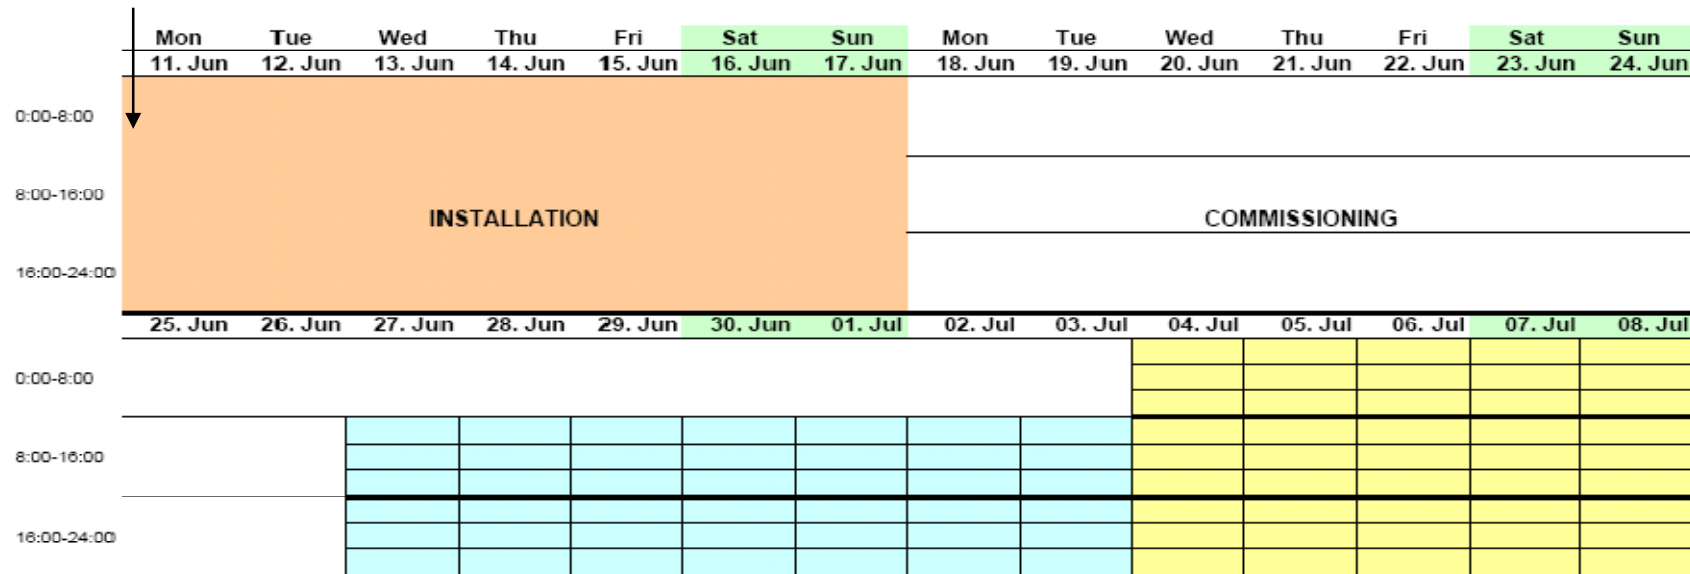 Mon Tue Wed Thu Fri Sat Sun Mon Tue Wed Thu Fri Sat Sun
11. Jun 12. Jun 13. Jun 14. Jun 15. Jun 16. Jun 17. Jun 18. Jun 19. Jun 20. Jun 21. Jun 22. Jun 23. Jun 24. Jun
0:00-8:00
8:00-16:00
INSTALLATION COMMISSIONING
16:00-24:00
25. Jun 26. Jun 27. Jun 28. Jun 29. Jun 30. Jun 01. Jul 02. Jul 03. Jul 04. Jul 05. Jul 06. Jul 07. Jul 08. Jul
0:00-8:00
8:00-16:00
16:00-24:00